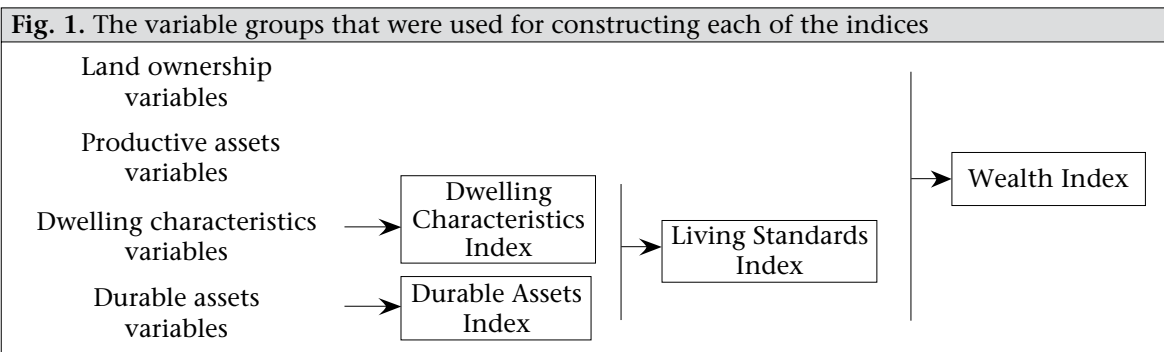 Fig. 1. The variable groups that were used for constructing each of the indices
Land ownership
variables
Productive assets
variables
Dwelling characteristics
variables
Durable assets
variables
Dwelling
Characteristics
Index
Durable Assets
Index
Living Standards
Index
Wealth Index